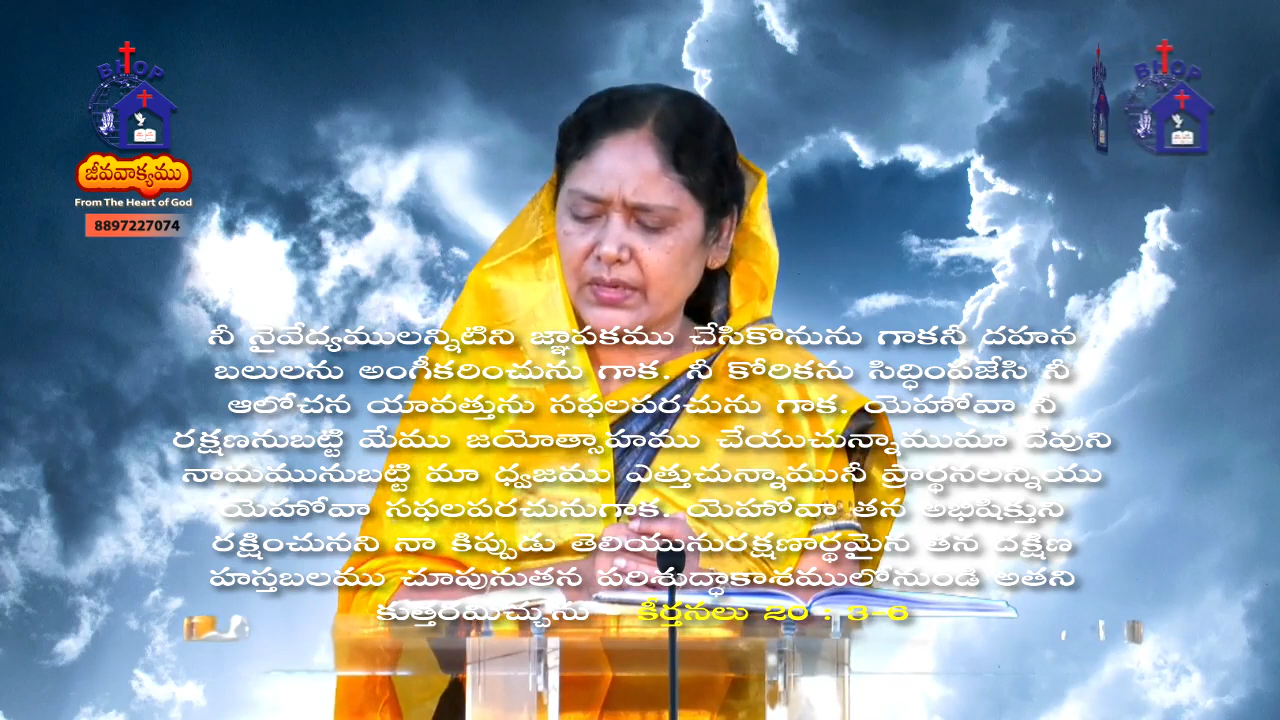 BHOP
BHOP
జీవవాక్యము
From The Heart of God
8897227074
నీ నైవేద్యములన్నిటిని జ్ఞాపకము చేసికొనును గాకనీ దహన
బలులను అంగీకరించును గాక. నీ కోరికను సిద్ధింపజేసి నీ
ఆలోచన యావత్తును సఫలపరచును గాక. యెహోవా నీ
రక్షణనుబట్టి మేము జయోత్సాహము చేయుచున్నాముమా దేవుని
నామమునుబట్టి మా ధ్వజము ఎత్తుచున్నామునీ ప్రార్థనలన్నియు
యెహోవా సఫలపరచునుగాక. యెహోవా తన అభిషిక్తుని
రక్షించునని నా కిప్పుడు తెలియునురక్షణార్థమైన తన దక్షిణ
హస్తబలము చూపునుతన పరిశుద్ధాకాశములోనుండి అతని
కుత్తరమిచ్చును - కీర్తనలు 20 : 3-6